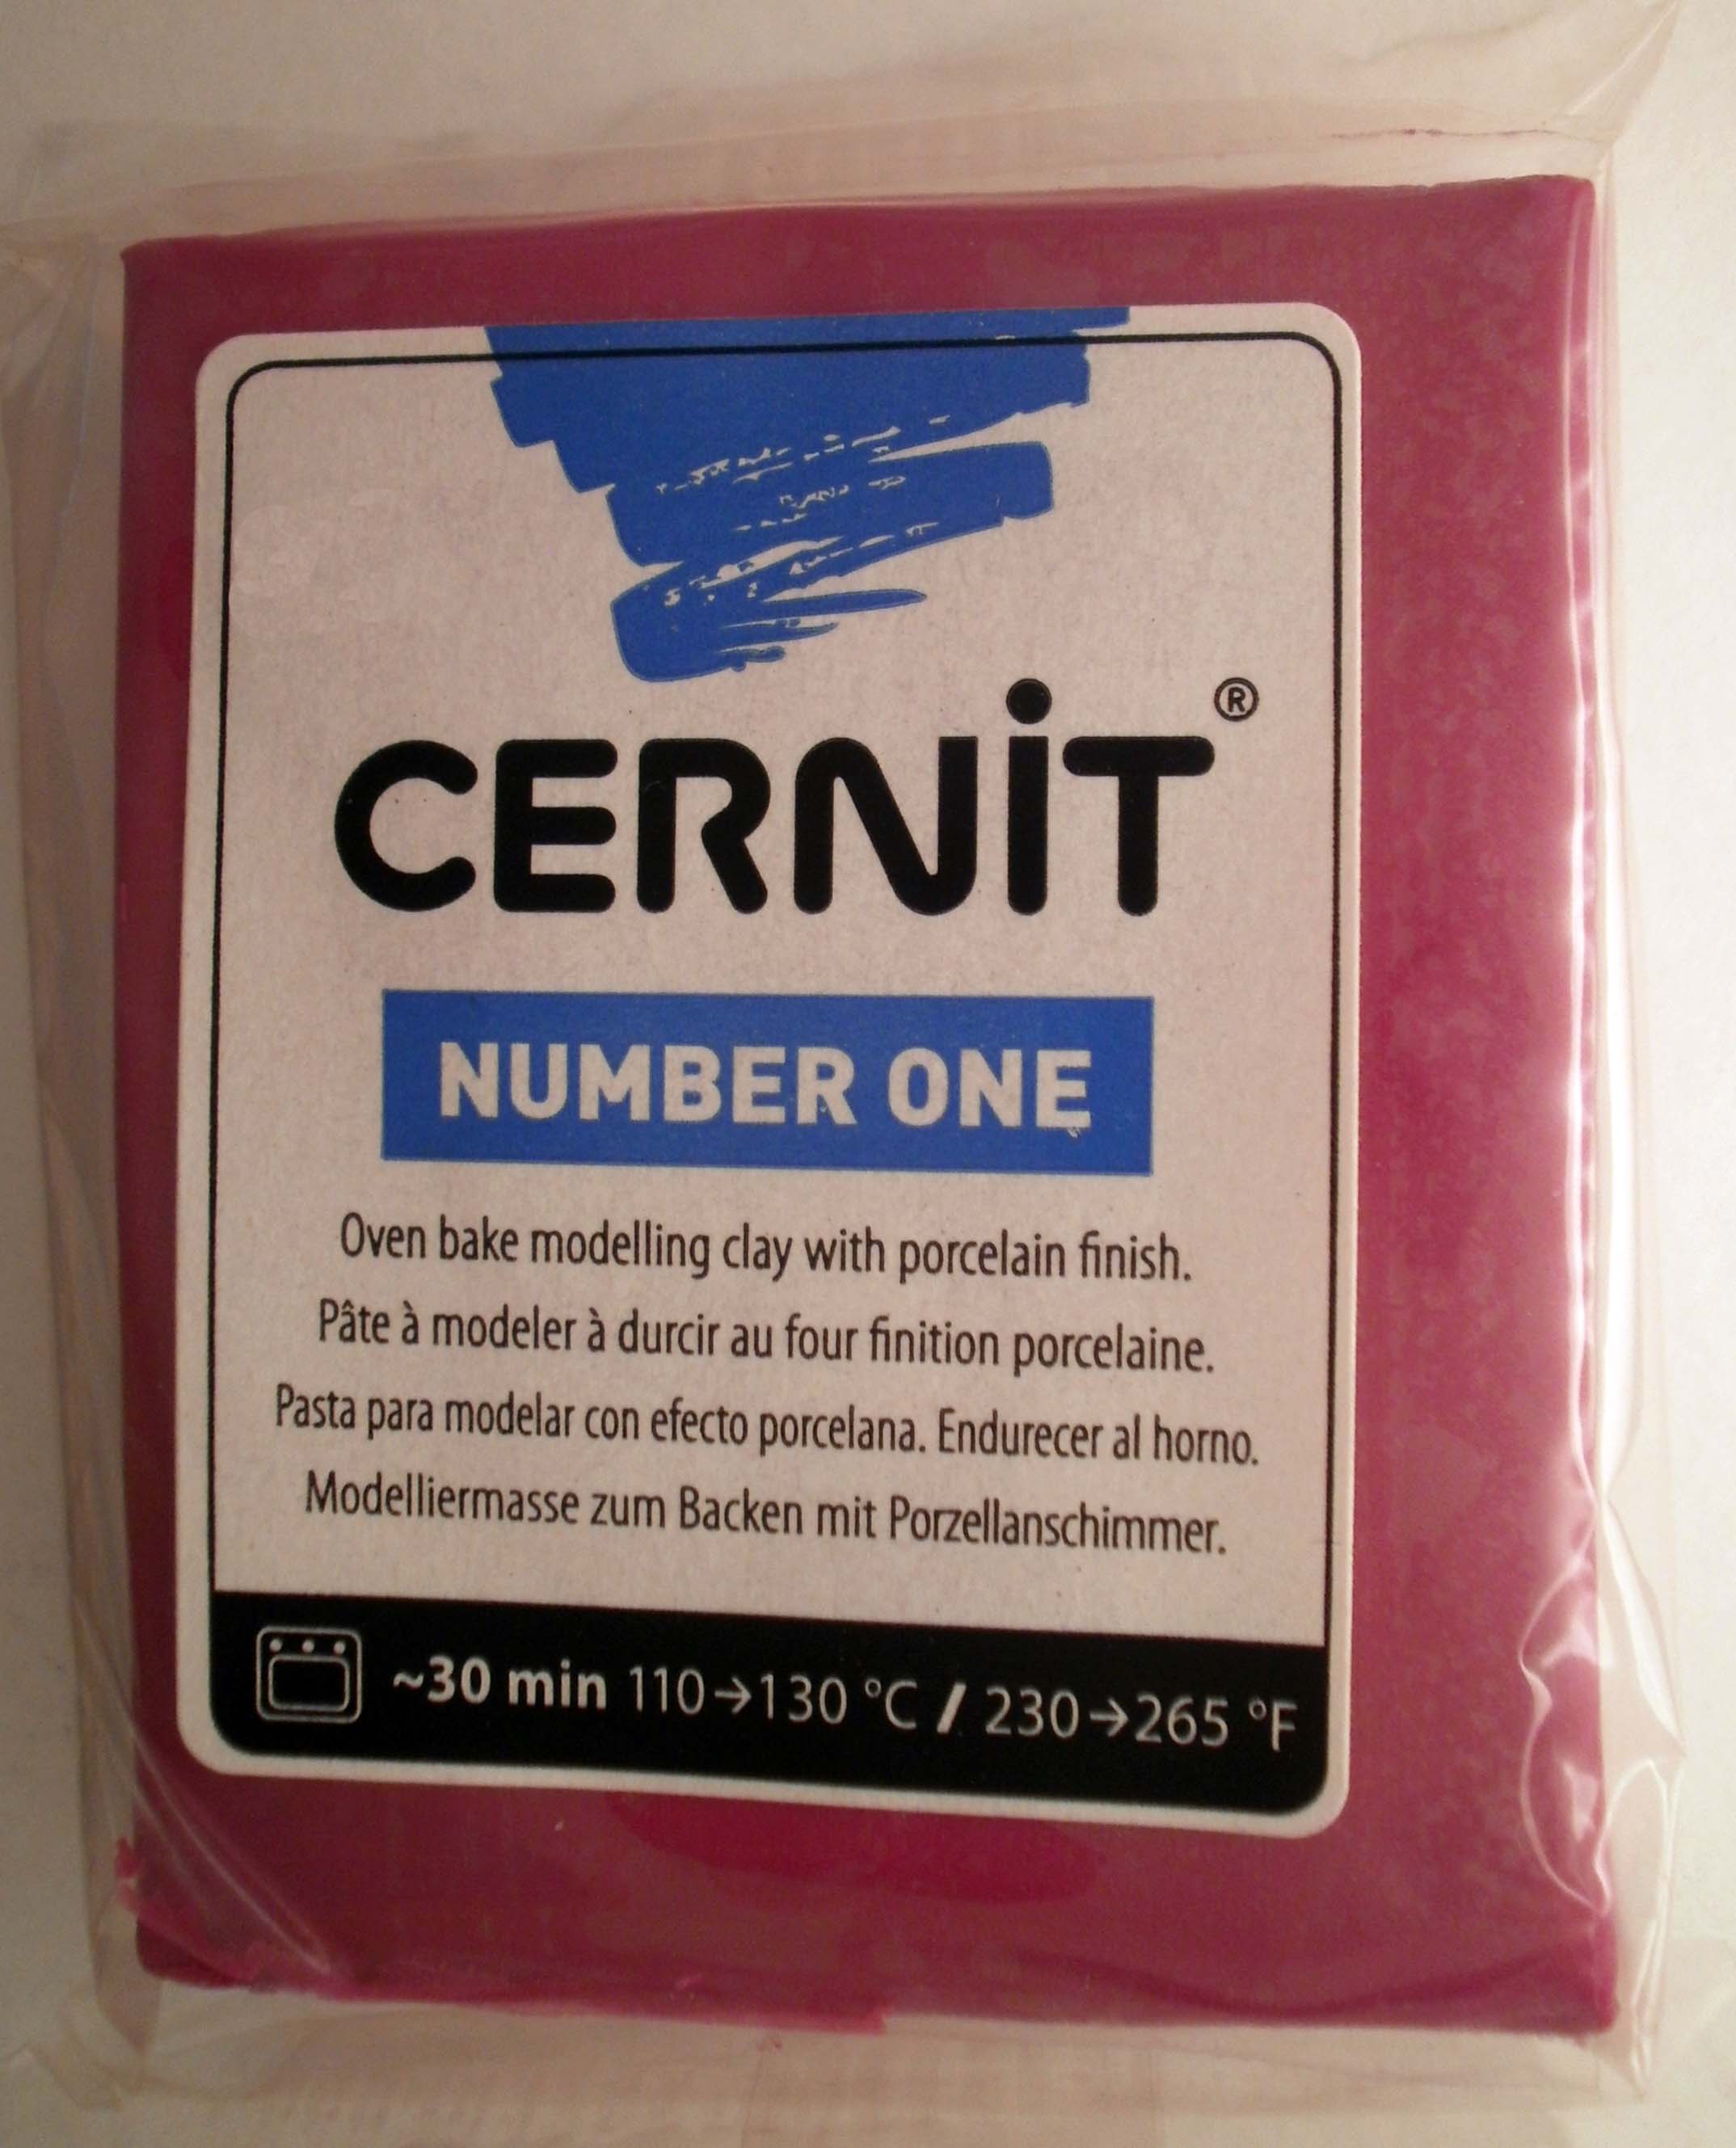 CERNiT®
NUMBER ONE
Oven bake modelling clay with porcelain finish.
Pâte à modeler à durcir au four finition porcelaine.
Pasta para modelar con efecto porcelana. Endurecer al horno.
Modelliermasse zum Backen mit Porzellanschimmer.
~30 min 110→130 °C / 230→265 °F